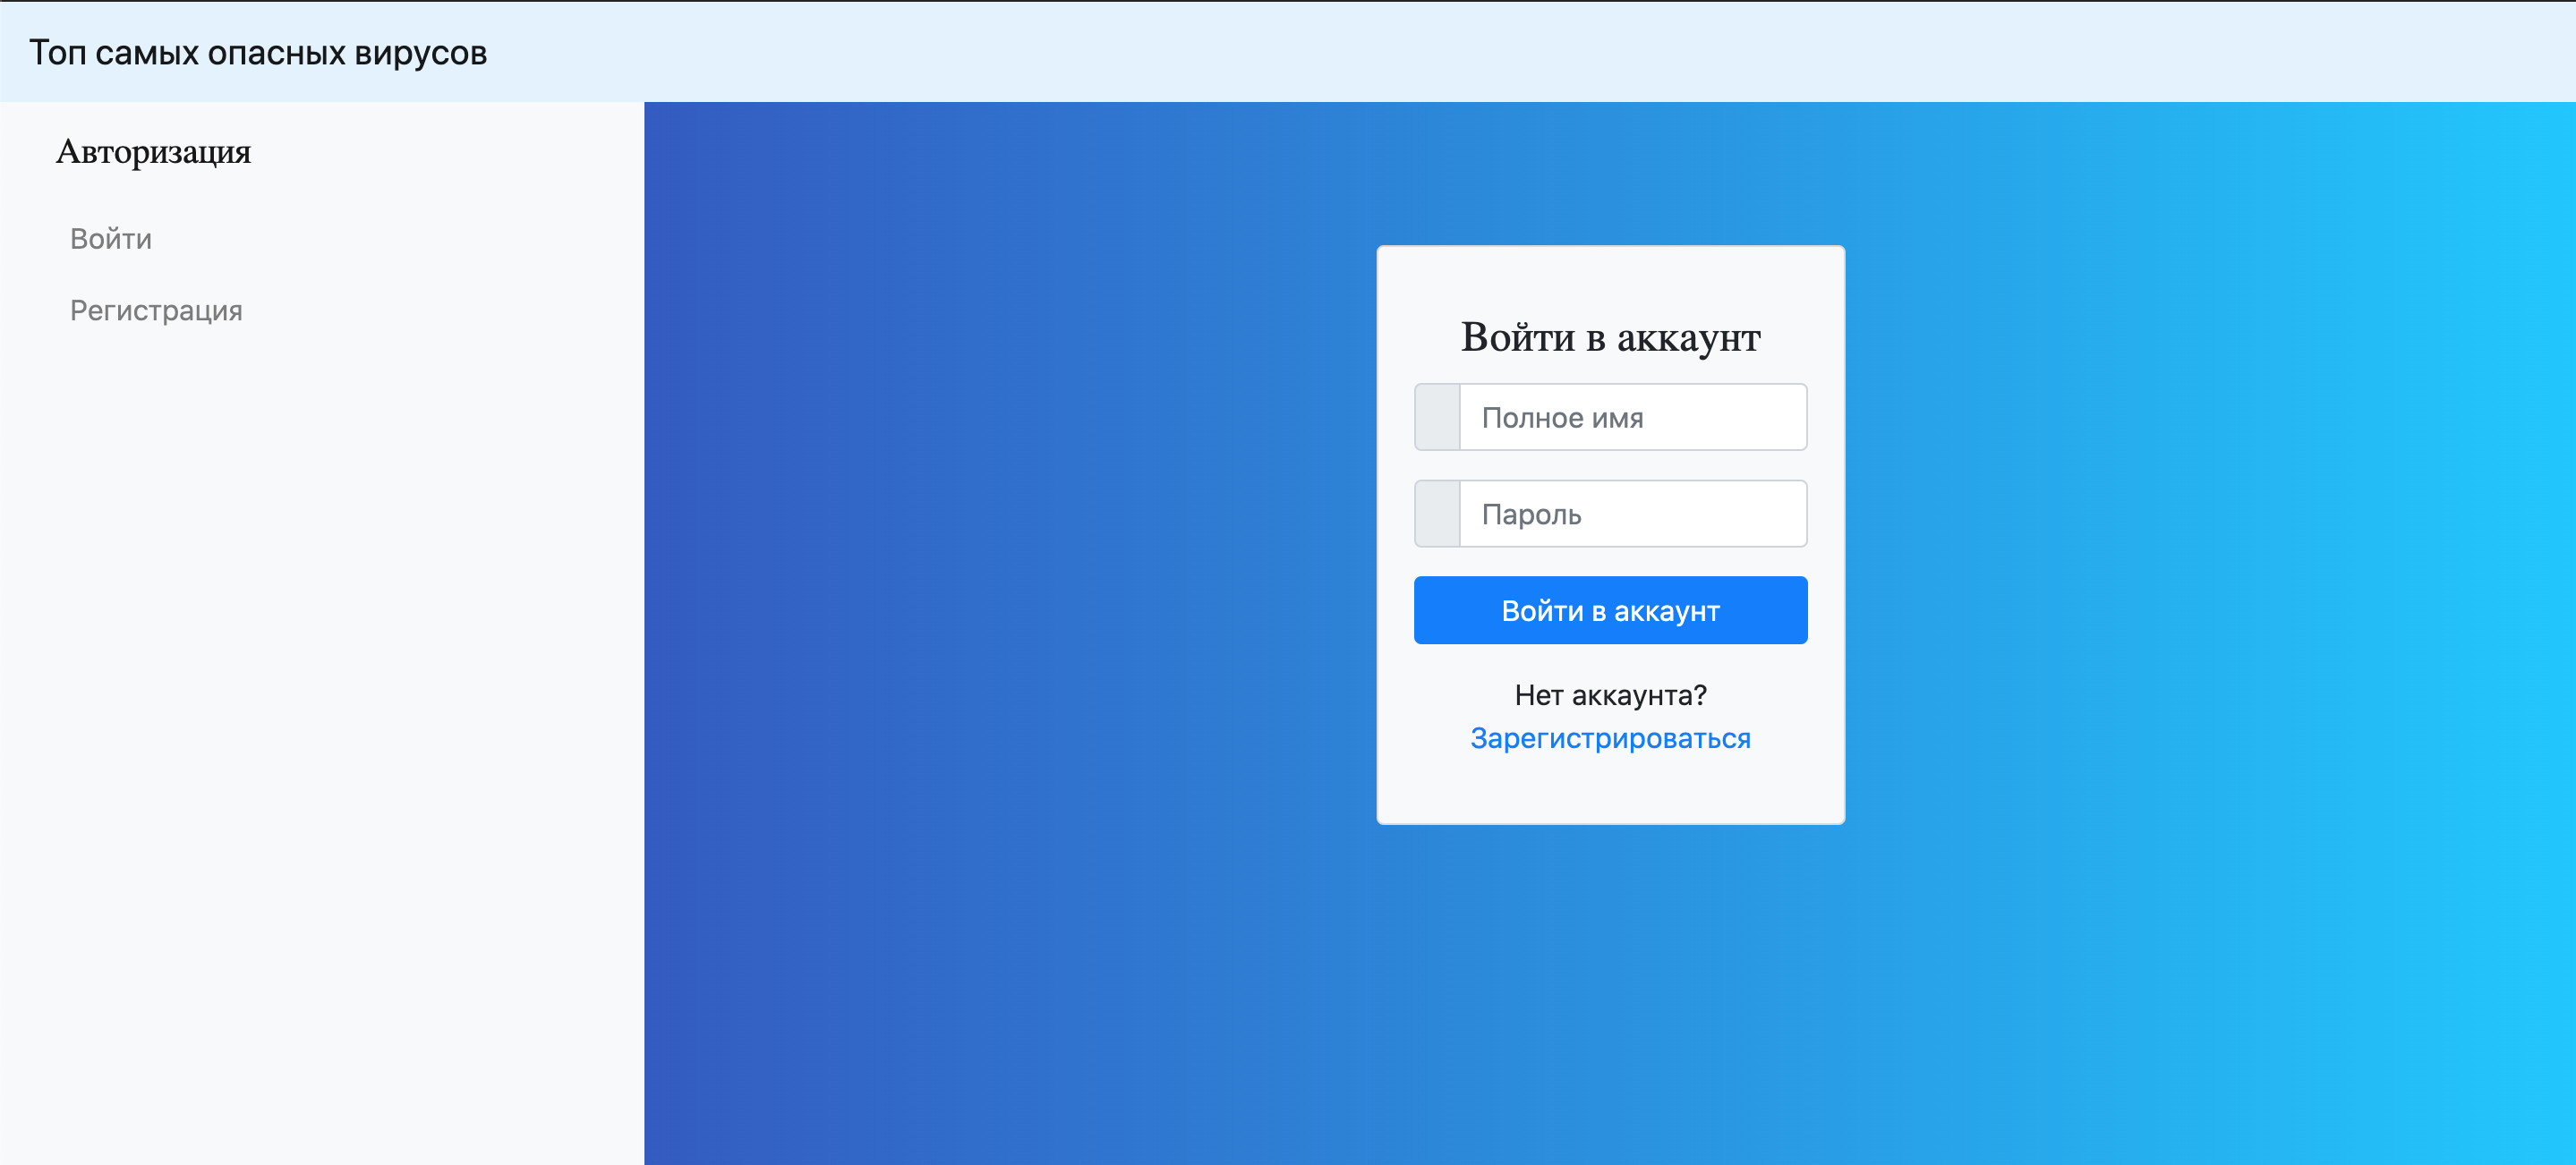 Топ самых опасных вирусов
Авторизация
Войти
Регистрация
Войти в аккаунт
Полное имя
Пароль
Войти в аккаунт
Нет аккаунта?
Зарегистрироваться